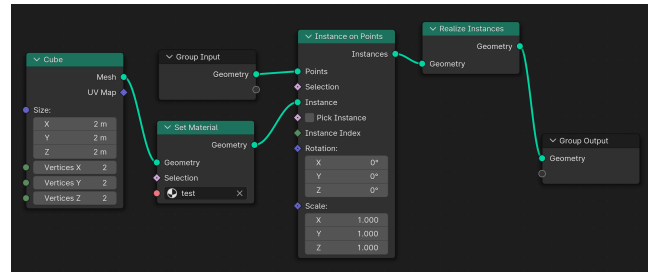 Cube
Mesh
UV Map
Size:
X 2 m
Y 2 m
Z 2 m
Vertices X 2
Vertices Y 2
Vertices Z 2
Group Input
Geometry
Set Material
Geometry
Geometry
Selection
test
Instance on Points
Instances
Points
Selection
Instance
Pick Instance
Instance Index
Rotation:
X 0°
Y 0°
Z 0°
Scale:
X 1.000
Y 1.000
Z 1.000
Realize Instances
Geometry
Geometry
Group Output
Geometry